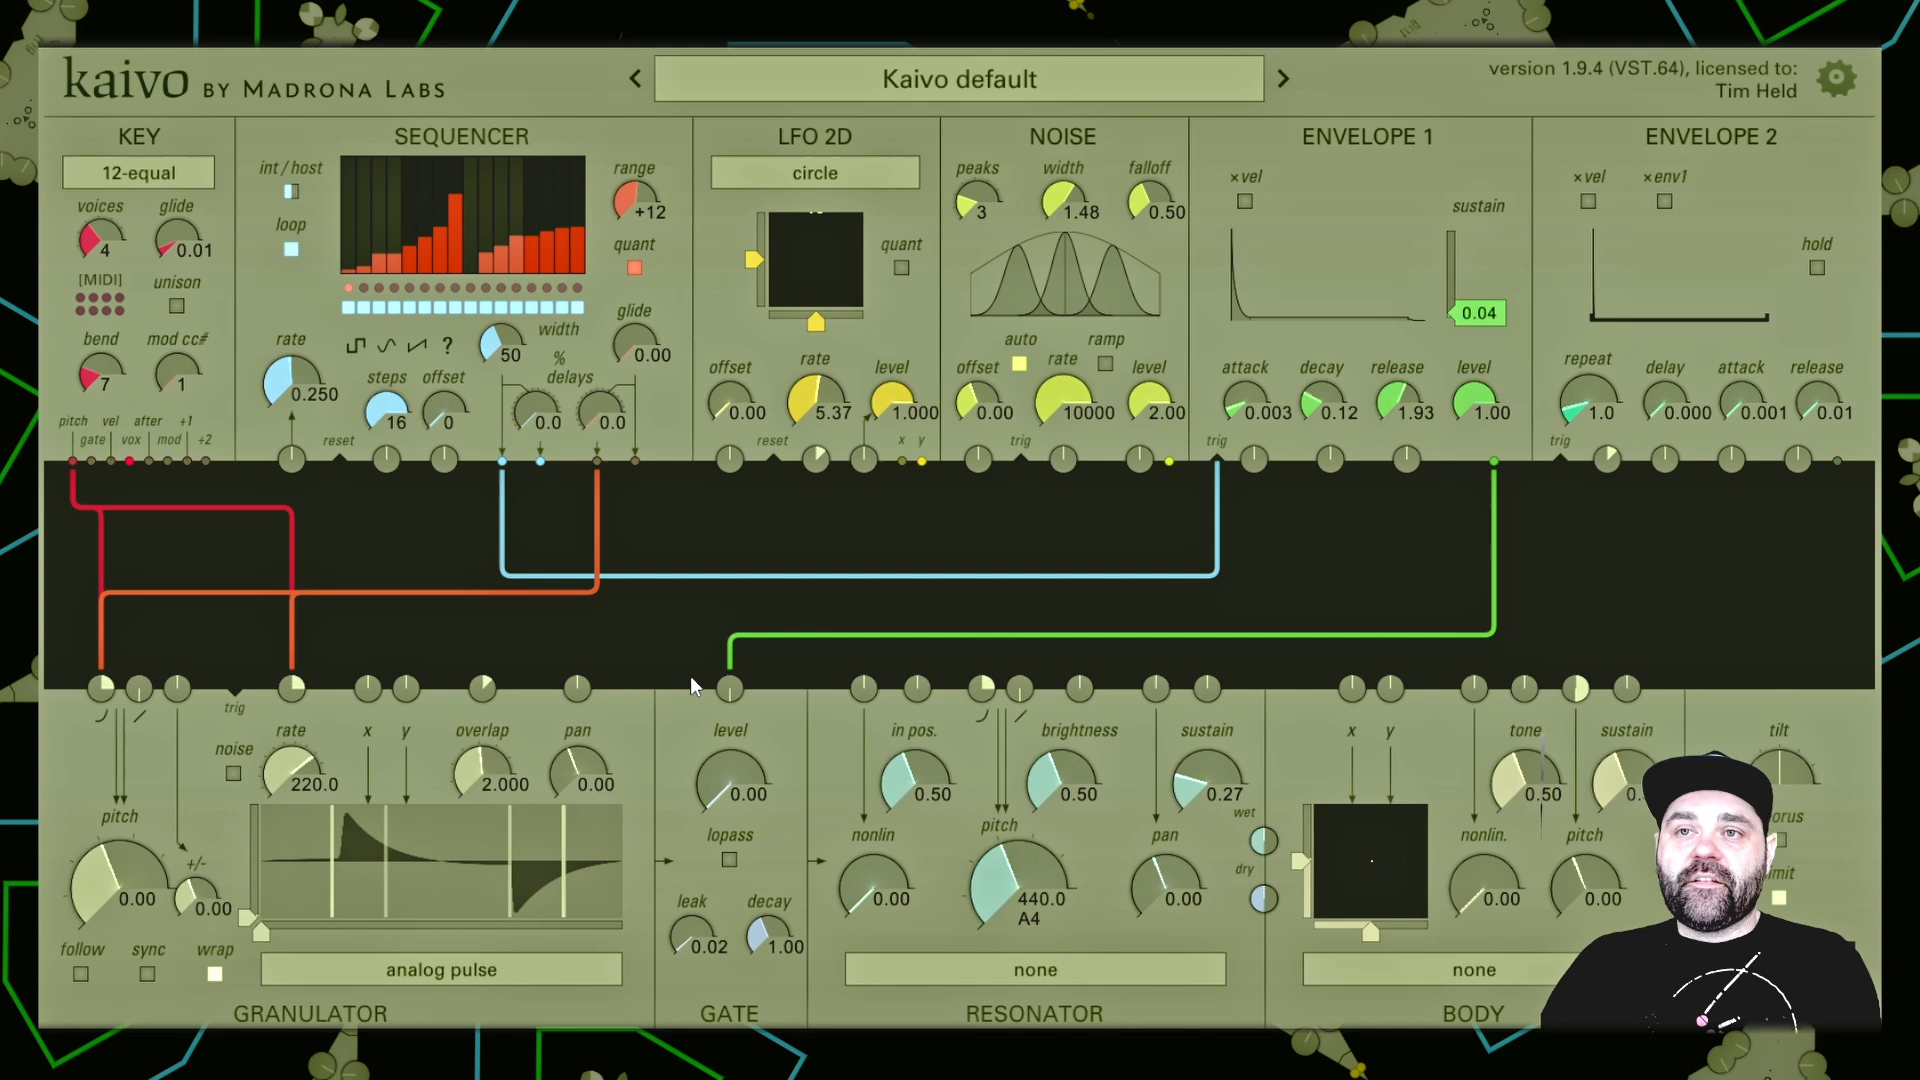 kaivo BY MADRONA LABS
Kaivo default
version 1.9.4 (VST.64), licensed to:
Tim Held
KEY
12-equal
voices
4
glide
0.01
[MIDI]
unison
bend
7
mod cc#
1
pitch vel after +1
gate vox mod +2
SEQUENCER
int / host
loop
range
+12
quant
glide
0.00
rate
0.250
?
width
50
%
steps
16
offset
0
delays
0.0
0.0
reset
LFO 2D
circle
quant
offset
0.00
rate
5.37
level
1.000
reset
x y
NOISE
peaks
3
width
1.48
falloff
0.50
auto
ramp
offset
0.00
rate
10000
level
2.00
trig
ENVELOPE 1
×vel
sustain
0.04
attack
0.003
decay
0.12
release
1.93
level
1.00
trig
ENVELOPE 2
×vel
×env1
hold
repeat
1.0
delay
0.000
attack
0.001
release
0.01
trig
trig
noise
rate
220.0
x
y
overlap
2.000
pan
0.00
pitch
0.00
+/-
0.00
follow
sync
wrap
analog pulse
GRANULATOR
level
0.00
lopass
leak
0.02
decay
1.00
GATE
in pos.
0.50
brightness
0.50
sustain
0.27
nonlin
0.00
pitch
440.0
A4
pan
0.00
wet
dry
none
RESONATOR
x
y
tone
0.50
sustain
0.
nonlin.
0.00
pitch
0.00
none
BODY
tilt
orus
mit